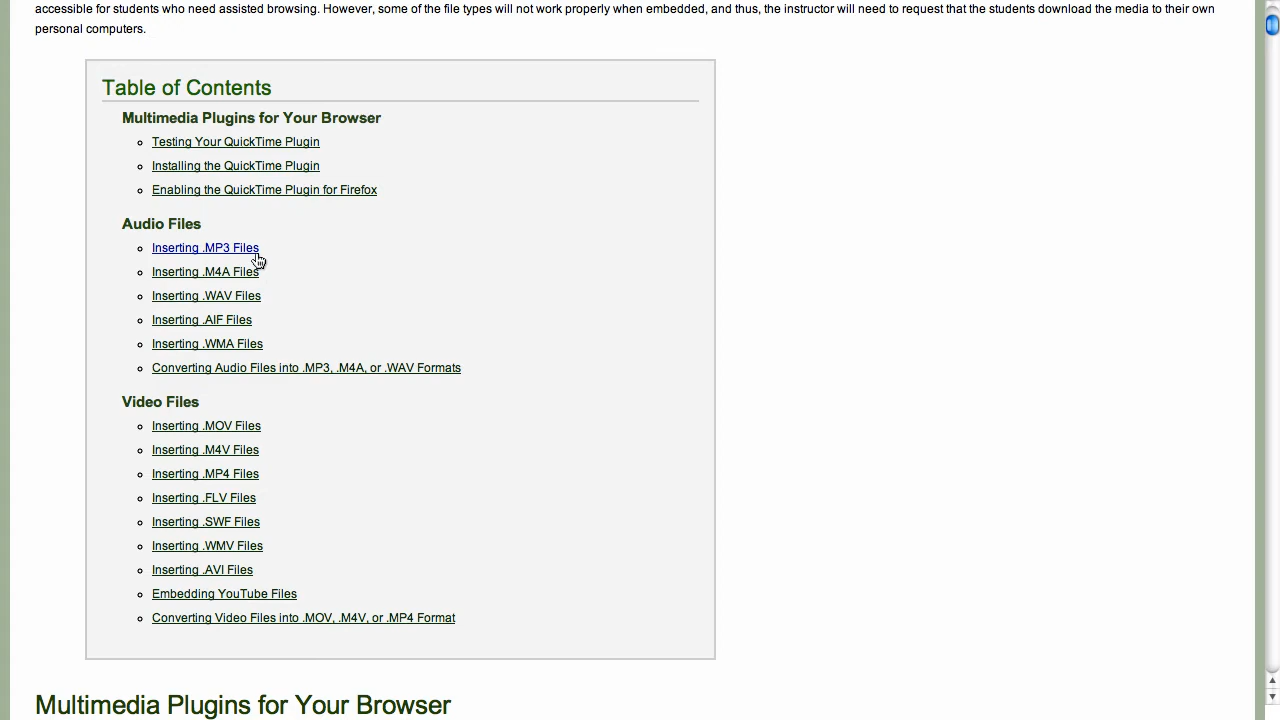 accessible for students who need assisted browsing. However, some of the file types will not work properly when embedded, and thus, the instructor will need to request that the students download the media to their own
personal computers.
Table of Contents
Multimedia Plugins for Your Browser
Testing Your QuickTime Plugin
Installing the QuickTime Plugin
Enabling the QuickTime Plugin for Firefox
Audio Files
Inserting .MP3 Files
Inserting .M4A Files
Inserting .WAV Files
Inserting .AIF Files
Inserting .WMA Files
Converting Audio Files into .MP3, .M4A, or .WAV Formats
Video Files
Inserting .MOV Files
Inserting .M4V Files
Inserting .MP4 Files
Inserting .FLV Files
Inserting .SWF Files
Inserting .WMV Files
Inserting .AVI Files
Embedding YouTube Files
Converting Video Files into .MOV, .M4V, or .MP4 Format
Multimedia Plugins for Your Browser